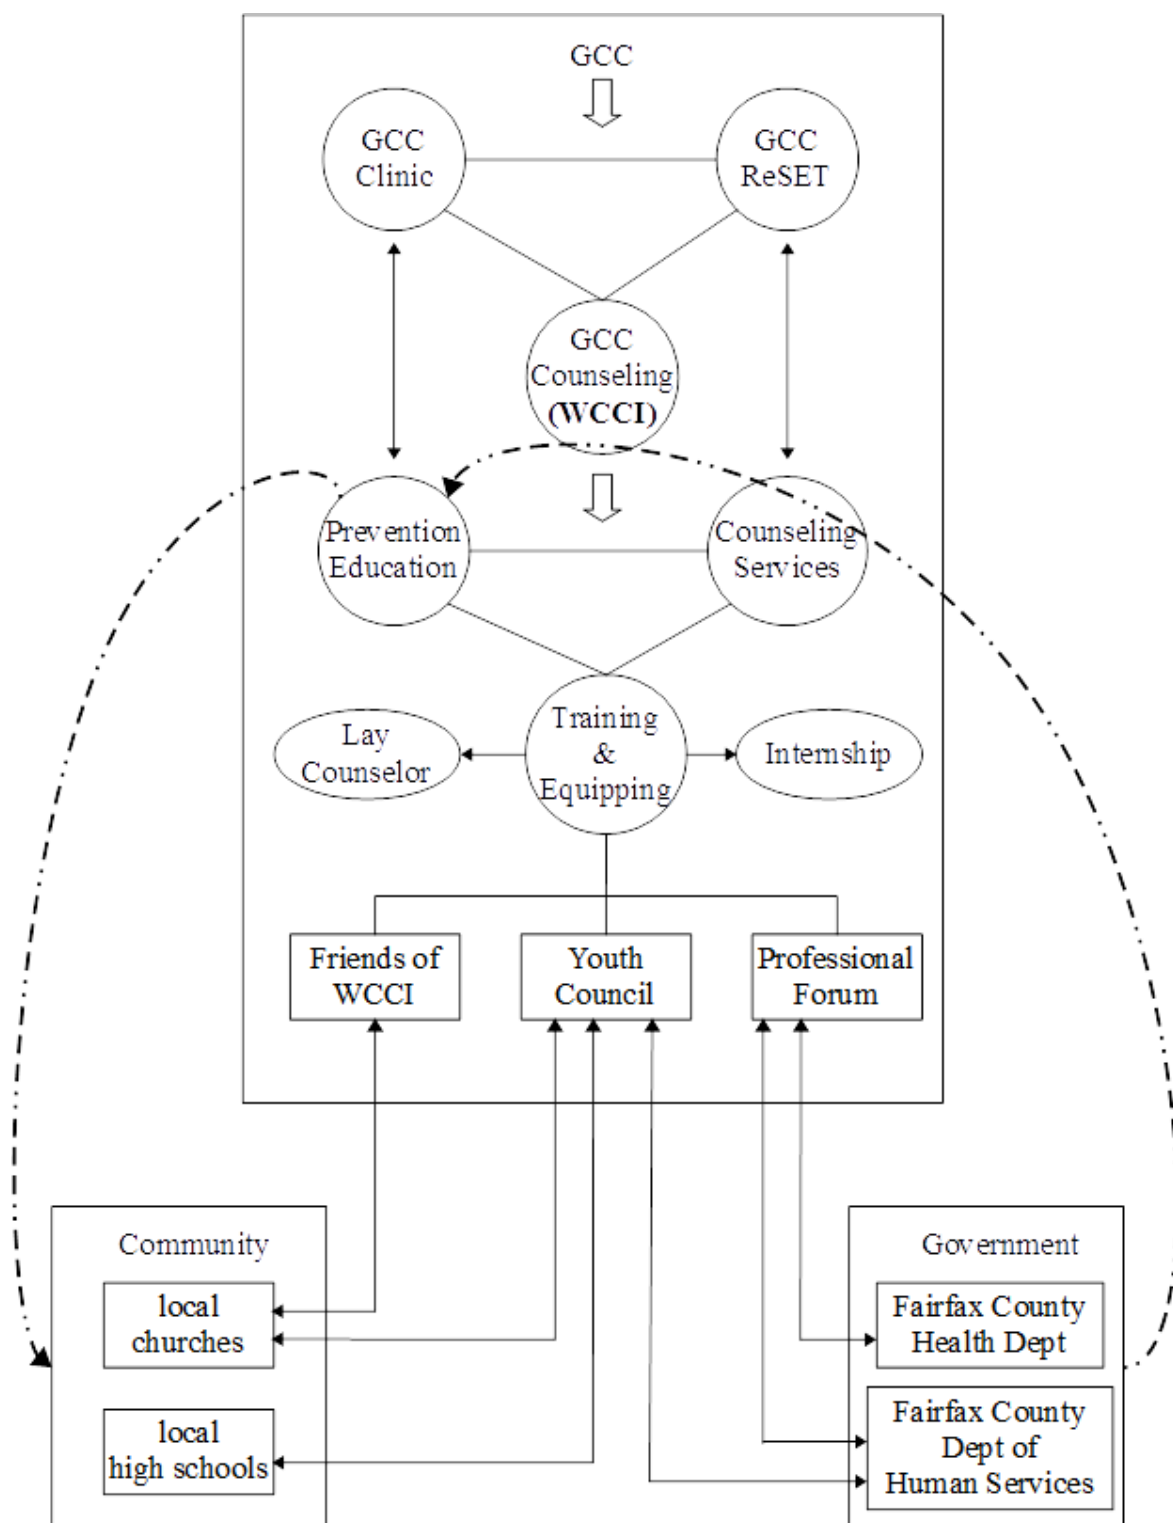 GCC
GCC
Clinic
GCC
ReSET
GCC
Counseling
(WCCI)
Prevention
Education
Counseling
Services
Lay
Counselor
Training
&
Equipping
Internship
Friends of
WCCI
Youth
Council
Professional
Forum
Community
local
churches
local
high schools
Government
Fairfax County
Health Dept
Fairfax County
Dept of
Human Services